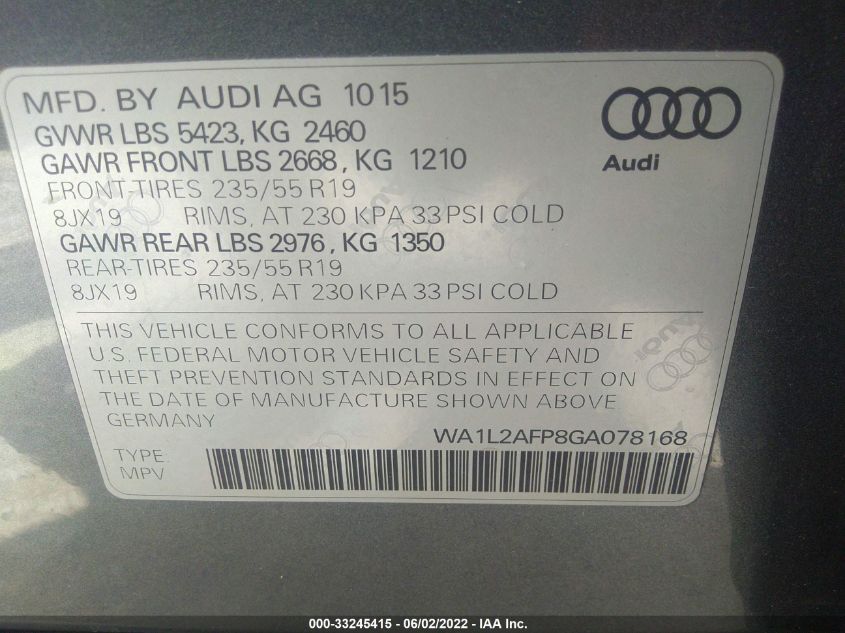 MFD. BY AUDI AG 1015
GVWR LBS 5423, KG 2460
GAWR FRONT LBS 2668, KG 1210
FRONT-TIRES 235/55 R19
8JX19 RIMS, AT 230 KPA 33 PSI COLD
GAWR REAR LBS 2976, KG 1350
REAR-TIRES 235/55 R19
8JX19 RIMS, AT 230 KPA 33 PSI COLD
Audi
THIS VEHICLE CONFORMS TO ALL APPLICABLE
U.S. FEDERAL MOTOR VEHICLE SAFETY AND
THEFT PREVENTION STANDARDS IN EFFECT ON
THE DATE OF MANUFACTURE SHOWN ABOVE
GERMANY
WA1L2AFP8GA078168
TYPE:
MPV
000-33245415 - 06/02/2022 - IAA Inc.